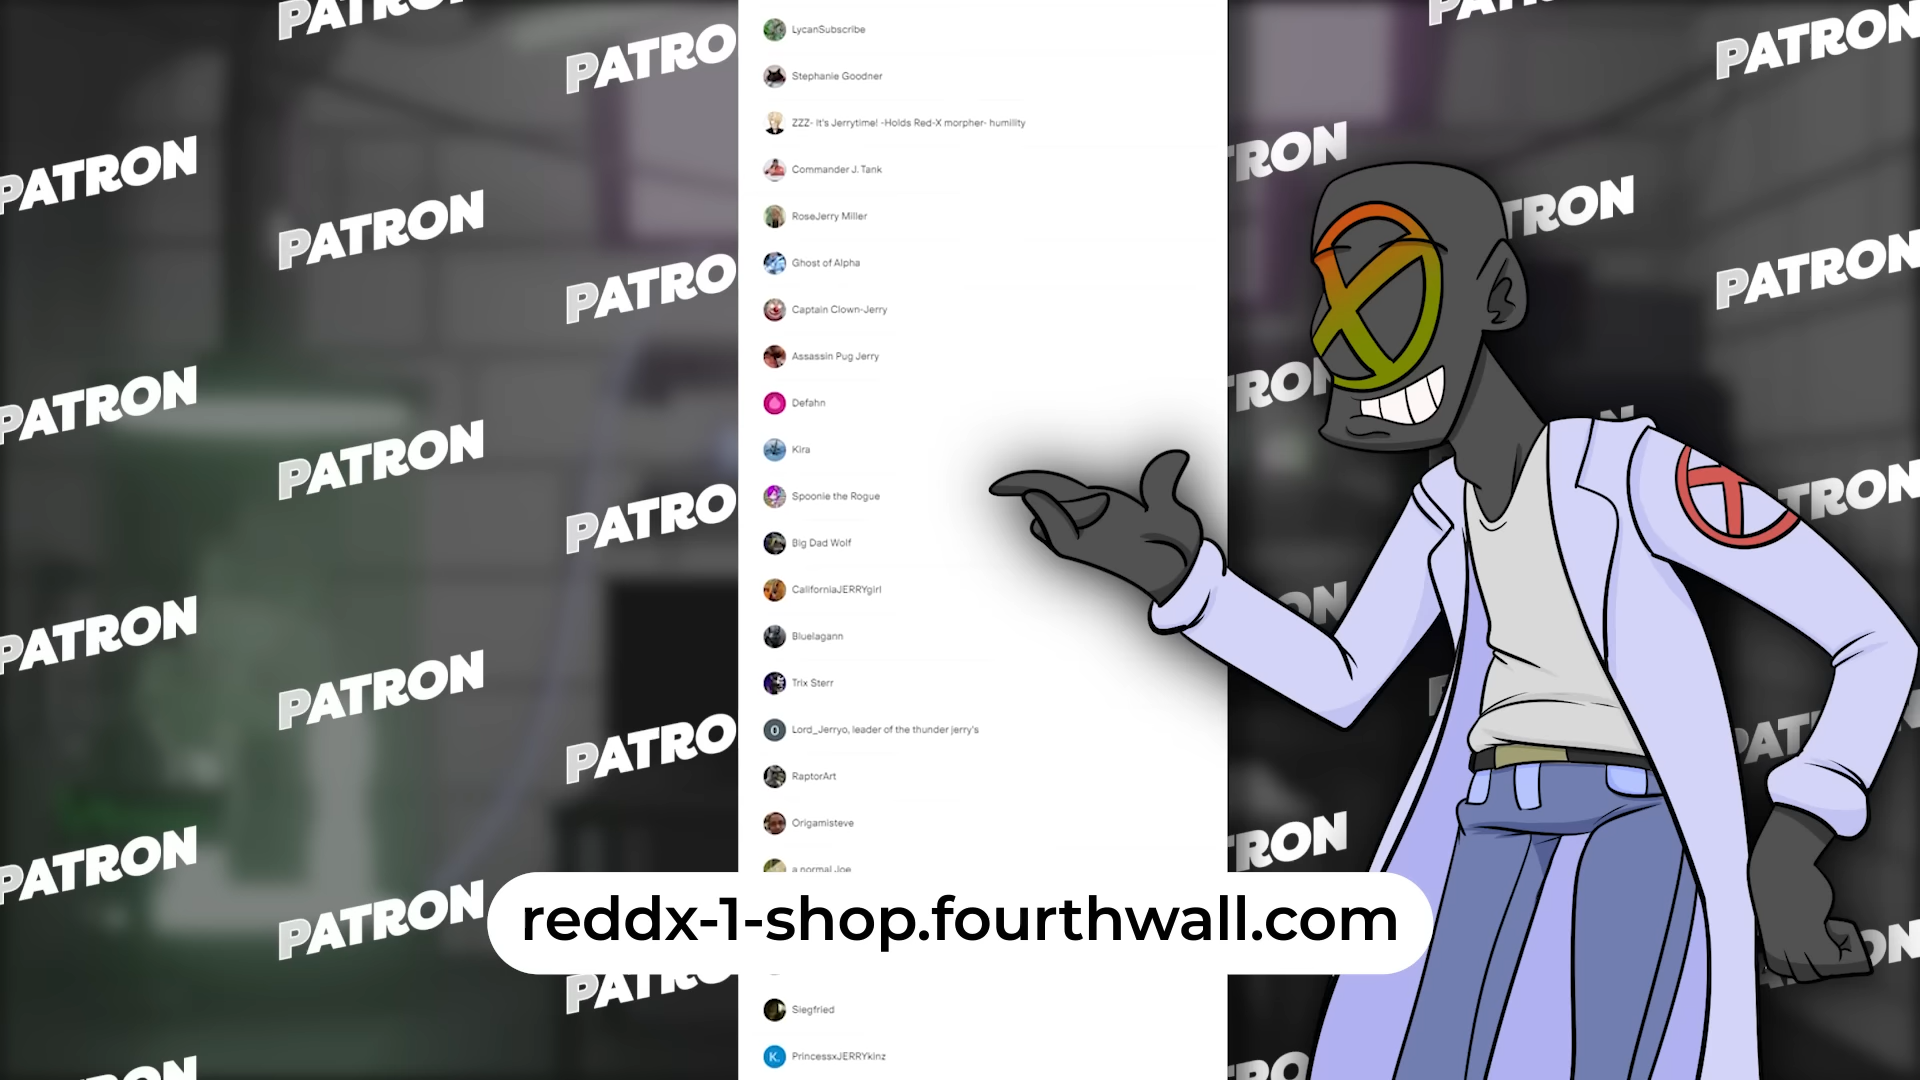 PATRON
PATRON
PATRON
PATRON
PATRON
PATRON
PATRON
PATRON
PATRON
PATRON
LycanSubscribe
Stephanie Goodner
ZZZ- It's Jerrytime! -Holds Red-X morpher- humility
Commander J. Tank
RoseJerry Miller
Ghost of Alpha
Captain Clown-Jerry
Assassin Pug Jerry
Defahn
Kira
Spoonie the Rogue
Big Dad Wolf
CaliforniaJERRYgirl
Bluelagann
Trix Sterr
Lord_Jerryo, leader of the thunder jerry's
RaptorArt
Origamisteve
a normal Joe
reddx-1-shop.fourthwall.com
Siegfried
K.
PrincessxJERRYkinz